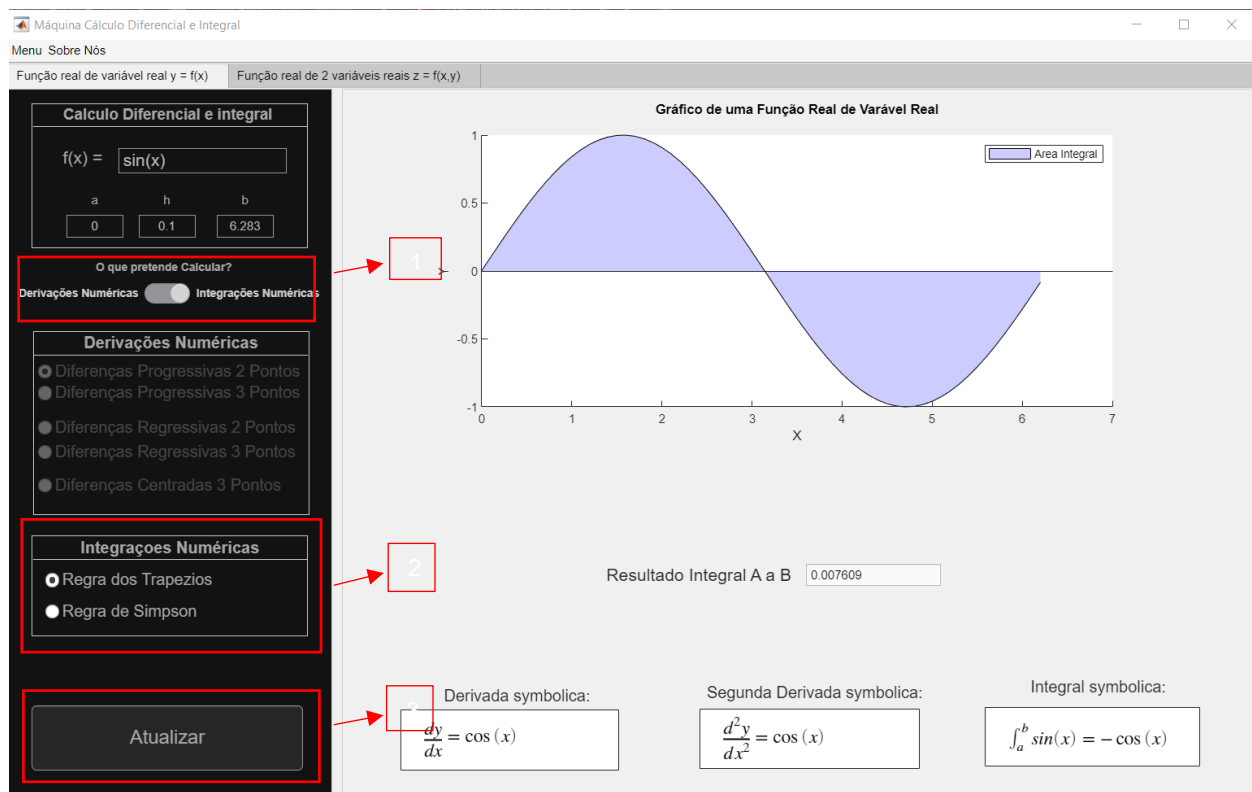 Máquina Cálculo Diferencial e Integral
Menu Sobre Nós
Função real de variável real y = f(x)
Função real de 2 variáveis reais z = f(x,y)
Calculo Diferencial e integral
f(x) = sin(x)
a h b
0 0.1 6.283
O que pretende Calcular?
Derivações Numéricas Integrações Numéricas
Derivações Numéricas
Diferenças Progressivas 2 Pontos
Diferenças Progressivas 3 Pontos
Diferenças Regressivas 2 Pontos
Diferenças Regressivas 3 Pontos
Diferenças Centradas 3 Pontos
Integraçoes Numéricas
Regra dos Trapezios
Regra de Simpson
Atualizar
1
2
3
Gráfico de uma Função Real de Varável Real
Area Integral
1
0.5
0
-0.5
-1
Y
0 1 2 3 4 5 6 7
X
Resultado Integral A a B 0.007609
Derivada symbolica:
dy/dx = cos (x)
Segunda Derivada symbolica:
d²y/dx² = cos (x)
Integral symbolica:
∫ₐᵇ sin(x) = − cos (x)